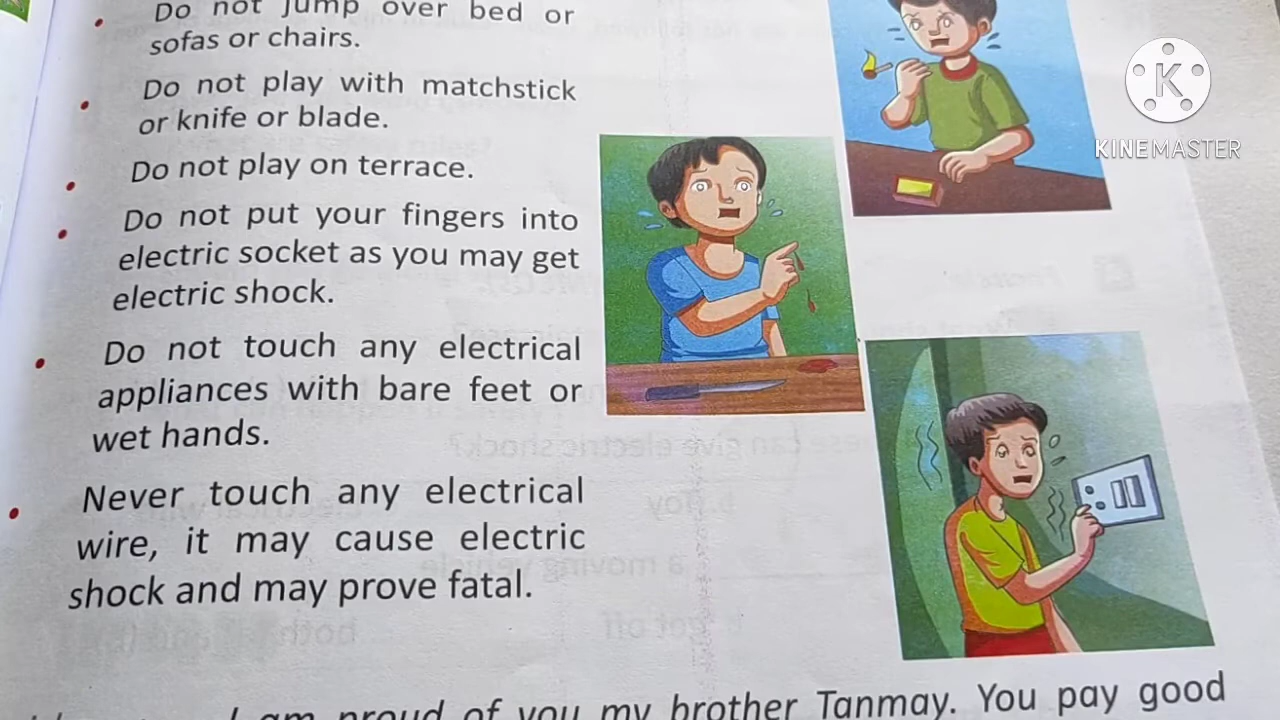 Do not jump over bed or
sofas or chairs.
Do not play with matchstick
or knife or blade.
Do not play on terrace.
Do not put your fingers into
electric socket as you may get
electric shock.
Do not touch any electrical
appliances with bare feet or
wet hands.
Never touch any electrical
wire, it may cause electric
shock and may prove fatal.
I am proud of you my brother Tanmay. You pay good
K
KINEMASTER